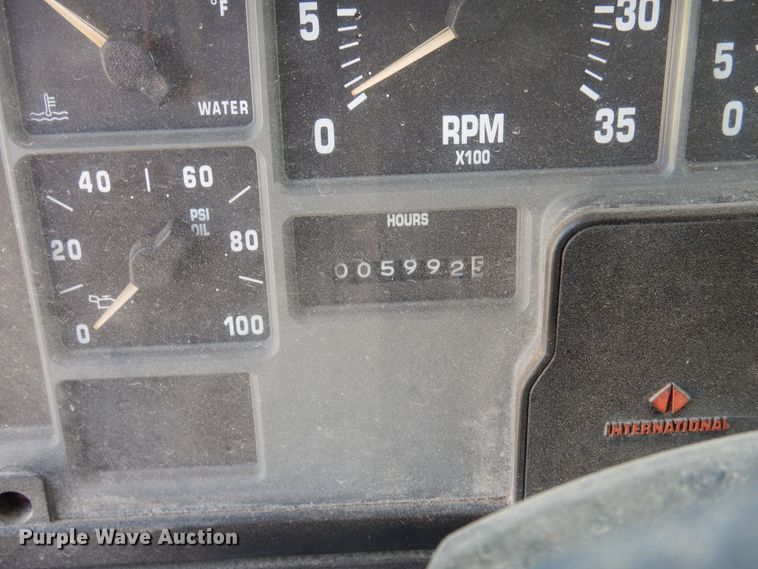 °F
WATER
5
30
0
35
RPM
X100
5
0
40
60
PSI
OIL
20
80
0
100
HOURS
0059925
INTERNATIONAL
Purple Wave Auction